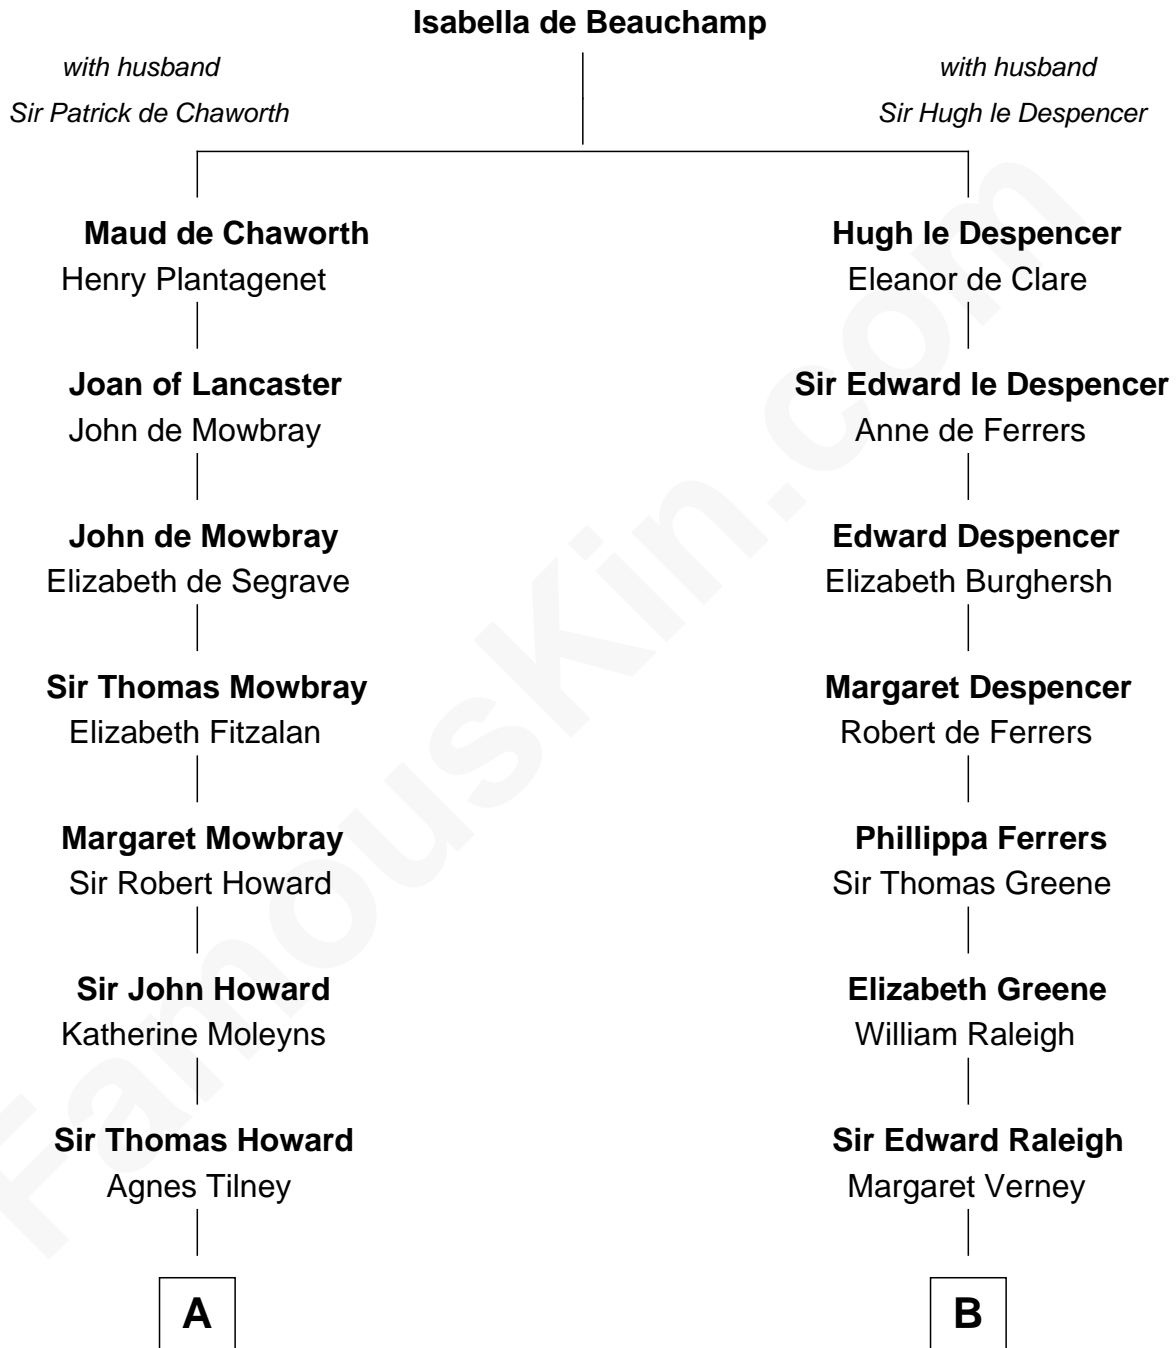 Isabella de Beauchamp
with husband
Sir Patrick de Chaworth
with husband
Sir Hugh le Despencer
Maud de Chaworth
Henry Plantagenet
Hugh le Despencer
Eleanor de Clare
Joan of Lancaster
John de Mowbray
Sir Edward le Despencer
Anne de Ferrers
John de Mowbray
Elizabeth de Segrave
Edward Despencer
Elizabeth Burghersh
Sir Thomas Mowbray
Elizabeth Fitzalan
Margaret Despencer
Robert de Ferrers
Margaret Mowbray
Sir Robert Howard
Phillippa Ferrers
Sir Thomas Greene
Sir John Howard
Katherine Moleyns
Elizabeth Greene
William Raleigh
Sir Thomas Howard
Agnes Tilney
Sir Edward Raleigh
Margaret Verney
A
B
FamousKin.com